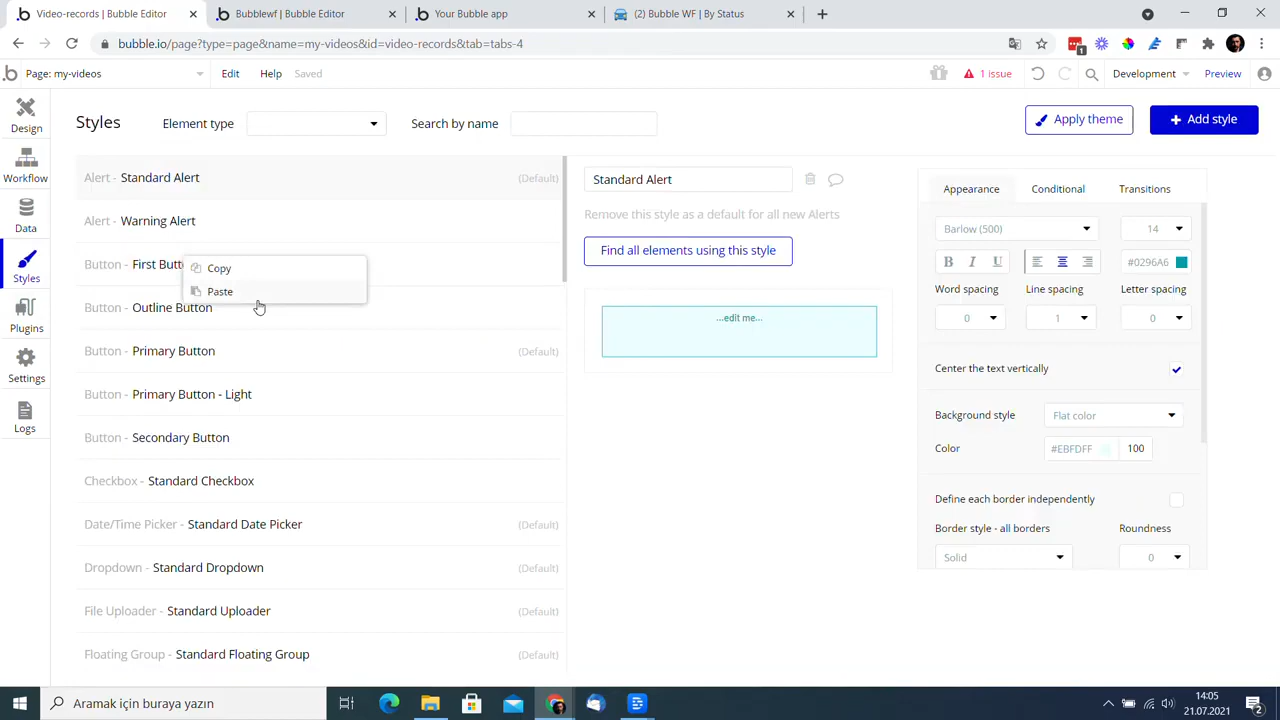 Video-records | Bubble Editor
Bubblewf | Bubble Editor
Your Bubble app
(2) Bubble WF | By Status
bubble.io/page?type=page&name=my-videos&id=video-records&tab=tabs-4
1
Page: my-videos
Edit
Help
Saved
1 issue
Development
Preview
Design
Workflow
Data
Styles
Plugins
Settings
Logs
Styles
Element type
Search by name
Apply theme
Add style
Alert - Standard Alert (Default)
Alert - Warning Alert
Button - First Butt
Copy
Paste
Button - Outline Button
Button - Primary Button (Default)
Button - Primary Button - Light
Button - Secondary Button
Checkbox - Standard Checkbox
Date/Time Picker - Standard Date Picker (Default)
Dropdown - Standard Dropdown (Default)
File Uploader - Standard Uploader (Default)
Floating Group - Standard Floating Group (Default)
Standard Alert
Remove this style as a default for all new Alerts
Find all elements using this style
...edit me...
Appearance
Conditional
Transitions
Barlow (500)
14
B I U
#0296A6
Word spacing
Line spacing
Letter spacing
0
1
0
Center the text vertically
Background style
Flat color
Color
#EBFDFF
100
Define each border independently
Border style - all borders
Roundness
Solid
0
Aramak için buraya yazın
14:05
21.07.2021
2